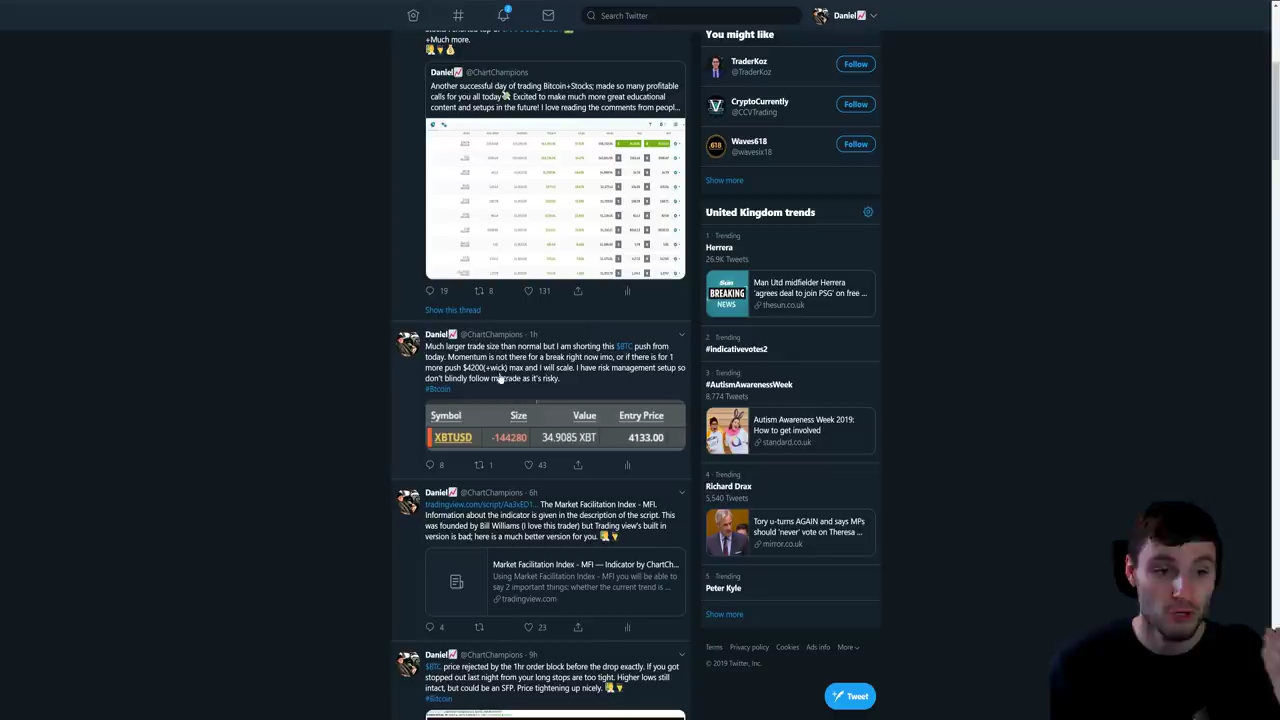 Search Twitter
Daniel
+Much more.
Daniel @ChartChampions
Another successful day of trading Bitcoin+Stocks; made so many profitable
calls for you all today Excited to make much more great educational
content and setups in the future! I love reading the comments from peopl...
19 8 131
Show this thread
Daniel @ChartChampions · 1h
Much larger trade size than normal but I am shorting this $BTC push from
today. Momentum is not there for a break right now imo, or if there is for 1
more push $4200(+wick) max and I will scale. I have risk management setup so
don't blindly follow my trade as it's risky.
#Bitcoin
Symbol Size Value Entry Price
XBTUSD -144280 34.9085 XBT 4133.00
8 1 43
Daniel @ChartChampions · 6h
tradingview.com/script/Aa3xED1... The Market Facilitation Index - MFI.
Information about the indicator is given in the description of the script. This
was founded by Bill Williams (I love this trader) but Trading view's built in
version is bad; here is a much better version for you.
Market Facilitation Index - MFI — Indicator by ChartCh...
Using Market Facilitation Index - MFI you will be able to
say 2 important things: whether the current trend is ...
tradingview.com
4 23
Daniel @ChartChampions · 9h
$BTC price rejected by the 1hr order block before the drop exactly. If you got
stopped out last night from your long stops are too tight. Higher lows still
intact, but could be an SFP. Price tightening up nicely.
#Bitcoin
You might like
TraderKoz
@TraderKoz
Follow
CryptoCurrently
@CCVTrading
Follow
Waves618
@wavesix18
Follow
Show more
United Kingdom trends
1 · Trending
Herrera
26.9K Tweets
Sun
BREAKING
NEWS
Man Utd midfielder Herrera
'agrees deal to join PSG' on free ...
thesun.co.uk
2 · Trending
#indicativevotes2
3 · Trending
#AutismAwarenessWeek
8,774 Tweets
Autism Awareness Week 2019:
How to get involved
standard.co.uk
4 · Trending
Richard Drax
5,540 Tweets
Tory u-turns AGAIN and says MPs
should 'never' vote on Theresa ...
mirror.co.uk
5 · Trending
Peter Kyle
Show more
Terms Privacy policy Cookies Ads info More
© 2019 Twitter, Inc.
Tweet